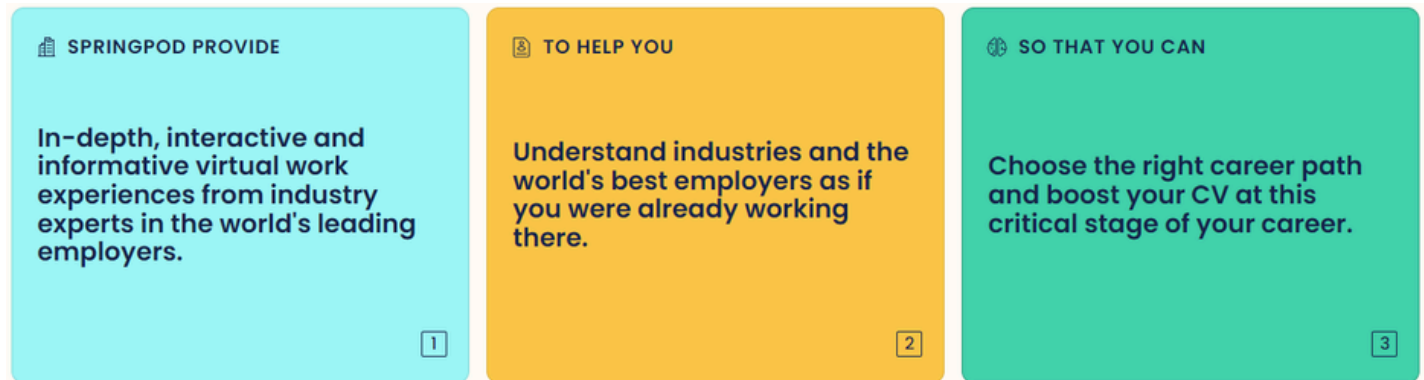 SPRINGPOD PROVIDE
In-depth, interactive and
informative virtual work
experiences from industry
experts in the world's leading
employers.
1
TO HELP YOU
Understand industries and the
world's best employers as if
you were already working
there.
2
SO THAT YOU CAN
Choose the right career path
and boost your CV at this
critical stage of your career.
3